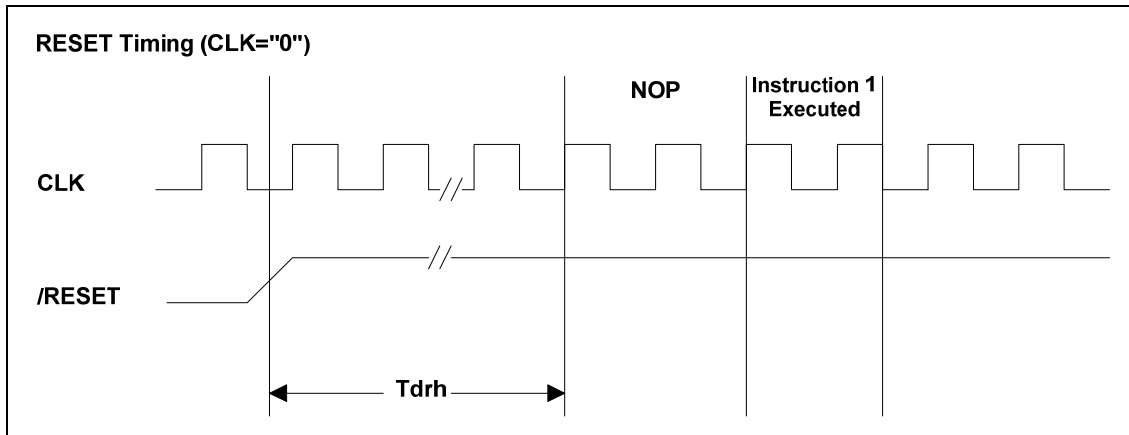 RESET Timing (CLK="0")
NOP
Instruction 1
Executed
CLK
/RESET
Tdrh